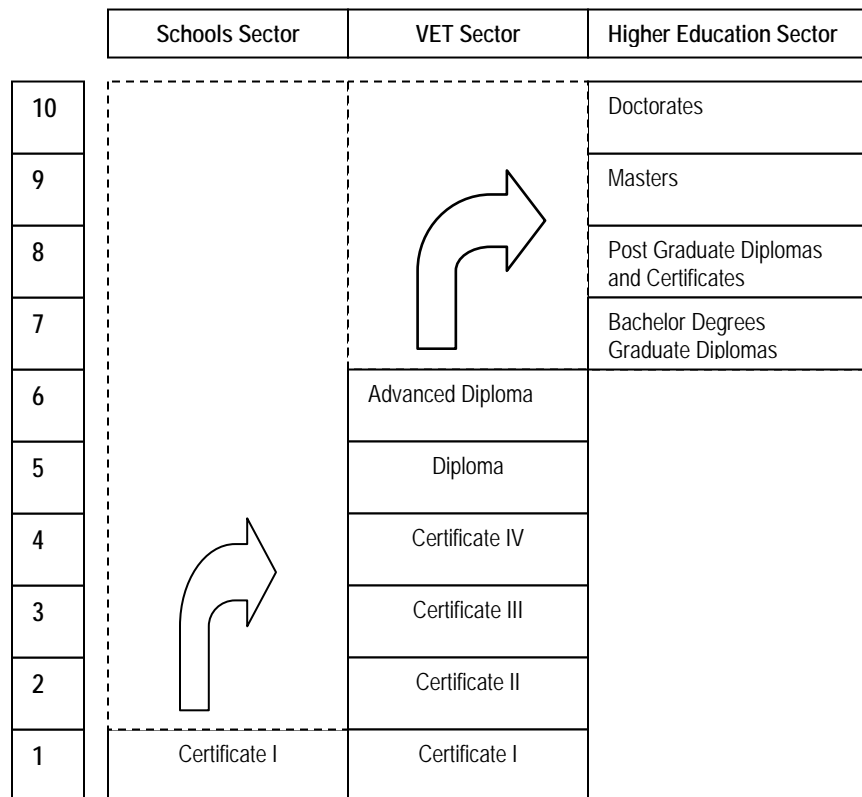 Schools Sector VET Sector Higher Education Sector
10 Doctorates
9 Masters
8 Post Graduate Diplomas
and Certificates
7 Bachelor Degrees
Graduate Diplomas
6 Advanced Diploma
5 Diploma
4 Certificate IV
3 Certificate III
2 Certificate II
1 Certificate I Certificate I